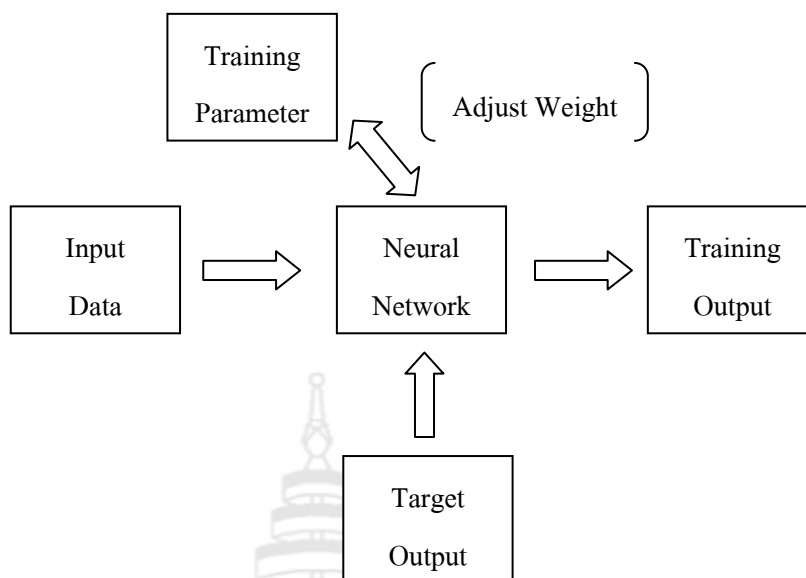 Training
Parameter
Adjust Weight
Input
Data
Neural
Network
Training
Output
Target
Output